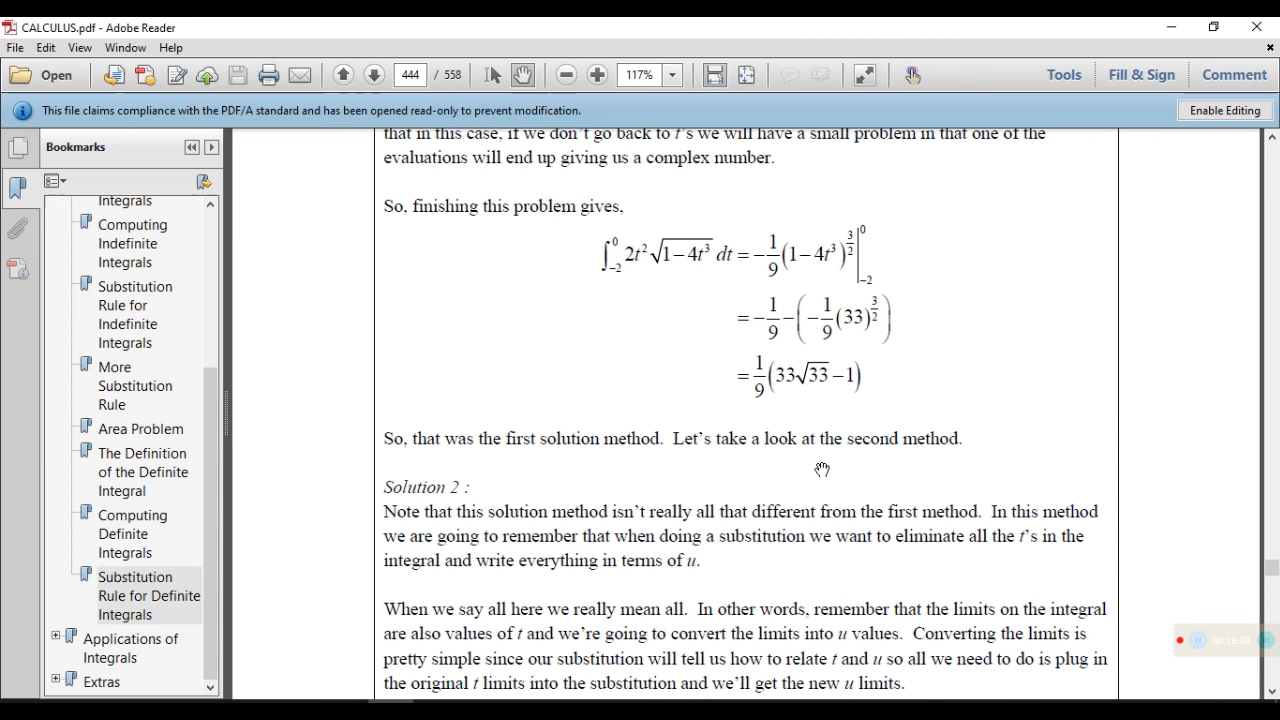 CALCULUS.pdf - Adobe Reader
File Edit View Window Help
Open 444 / 558 117% Tools Fill & Sign Comment
This file claims compliance with the PDF/A standard and has been opened read-only to prevent modification. Enable Editing
Bookmarks
Integrals
Computing
Indefinite
Integrals
Substitution
Rule for
Indefinite
Integrals
More
Substitution
Rule
Area Problem
The Definition
of the Definite
Integral
Computing
Definite
Integrals
Substitution
Rule for Definite
Integrals
Applications of
Integrals
Extras
that in this case, if we don't go back to t's we will have a small problem in that one of the
evaluations will end up giving us a complex number.
So, finishing this problem gives,
∫₋₂⁰ 2t²√(1−4t³) dt = −1/9 (1−4t³)^(3/2) |₋₂⁰
= −1/9 − (−1/9 (33)^(3/2))
= 1/9 (33√33 − 1)
So, that was the first solution method. Let's take a look at the second method.
Solution 2 :
Note that this solution method isn't really all that different from the first method. In this method
we are going to remember that when doing a substitution we want to eliminate all the t's in the
integral and write everything in terms of u.
When we say all here we really mean all. In other words, remember that the limits on the integral
are also values of t and we're going to convert the limits into u values. Converting the limits is
pretty simple since our substitution will tell us how to relate t and u so all we need to do is plug in
the original t limits into the substitution and we'll get the new u limits.